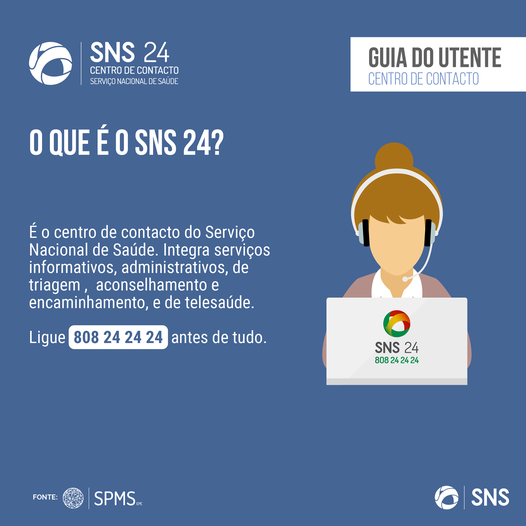 SNS 24
CENTRO DE CONTACTO
SERVIÇO NACIONAL DE SAÚDE
GUIA DO UTENTE
CENTRO DE CONTACTO
O QUE É O SNS 24?
É o centro de contacto do Serviço
Nacional de Saúde. Integra serviços
informativos, administrativos, de
triagem , aconselhamento e
encaminhamento, e de telesaúde.
Ligue 808 24 24 24 antes de tudo.
SNS 24
808 24 24 24
FONTE:
SPMS
SNS